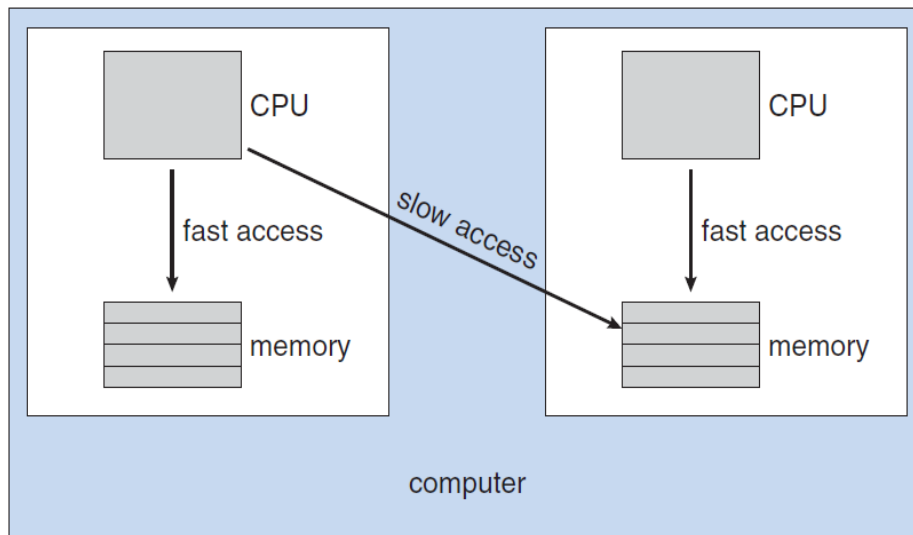 CPU
CPU
fast access
slow access
fast access
memory
memory
computer